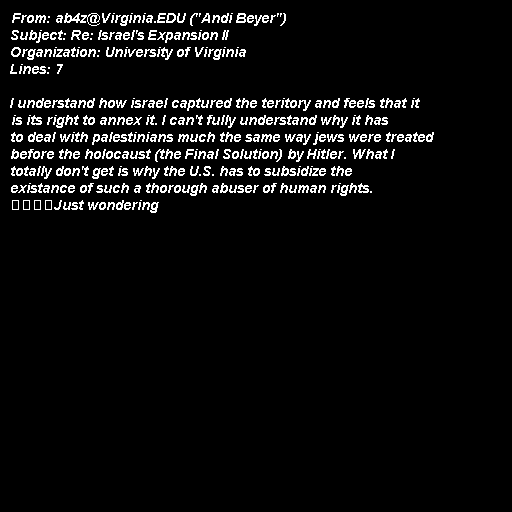 From: ab4z@Virginia.EDU ("Andi Beyer")
Subject: Re: Israel's Expansion II
Organization: University of Virginia
Lines: 7

I understand how israel captured the teritory and feels that it
is its right to annex it. I can't fully understand why it has
to deal with palestinians much the same way jews were treated
before the holocaust (the Final Solution) by Hitler. What I
totally don't get is why the U.S. has to subsidize the
existance of such a thorough abuser of human rights.
Just wondering